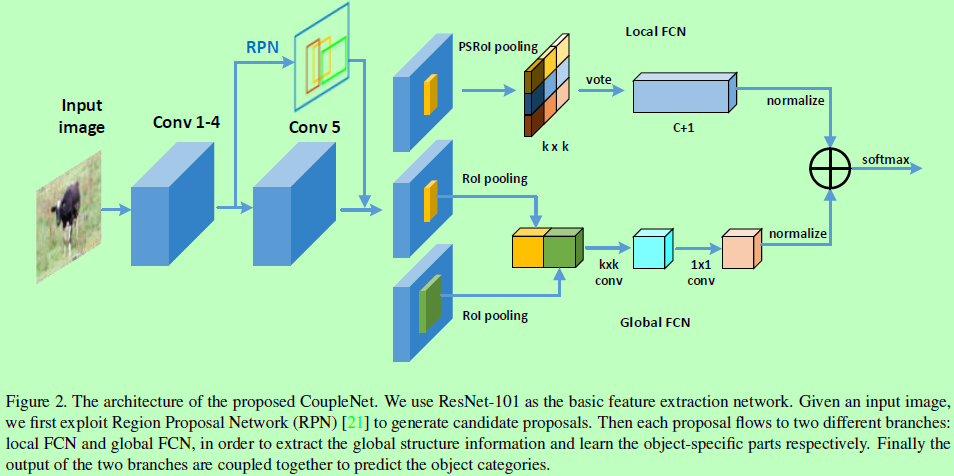 RPN
PSRoI pooling
Local FCN
Input
image
Conv 1-4
Conv 5
vote
normalize
k x k
C+1
softmax
RoI pooling
normalize
kxk
conv
1x1
conv
RoI pooling
Global FCN
Figure 2. The architecture of the proposed CoupleNet. We use ResNet-101 as the basic feature extraction network. Given an input image,
we first exploit Region Proposal Network (RPN) [21] to generate candidate proposals. Then each proposal flows to two different branches:
local FCN and global FCN, in order to extract the global structure information and learn the object-specific parts respectively. Finally the
output of the two branches are coupled together to predict the object categories.